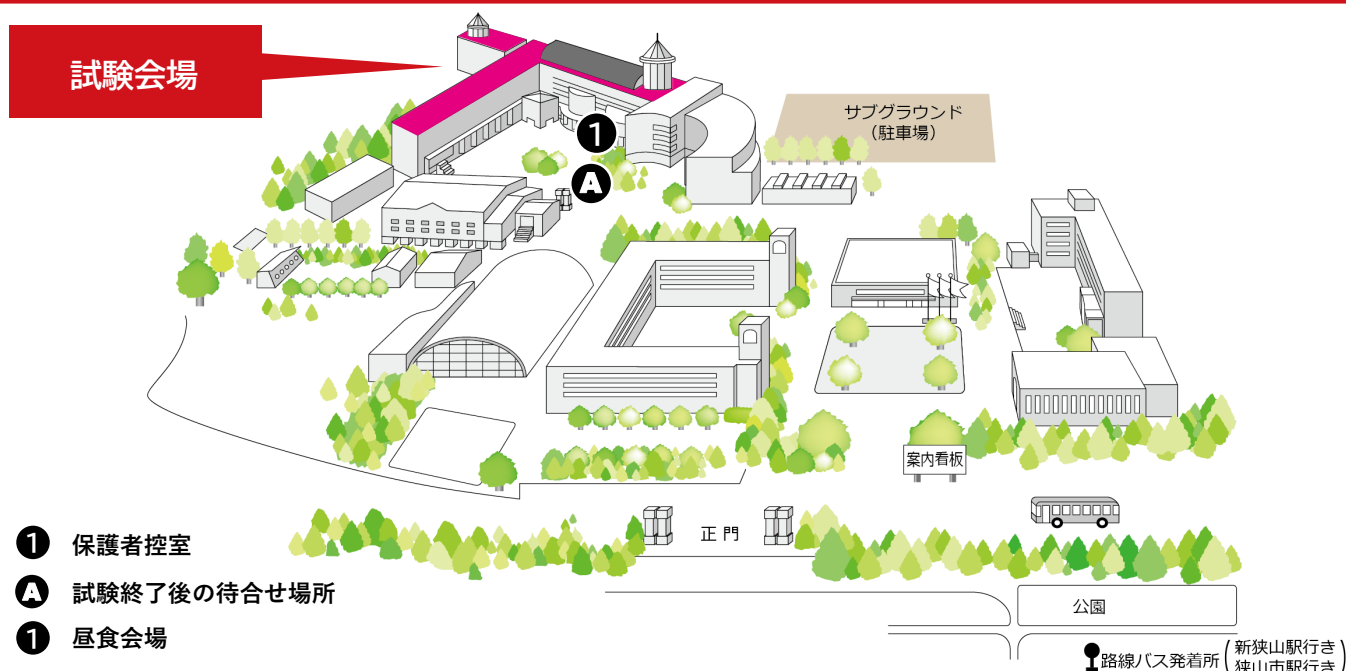 試験会場
サブグラウンド
（駐車場）
1
A
案内看板
正門
1 保護者控室
A 試験終了後の待合せ場所
1 昼食会場
公園
路線バス発着所（新狭山駅行き
狭山市駅行き）